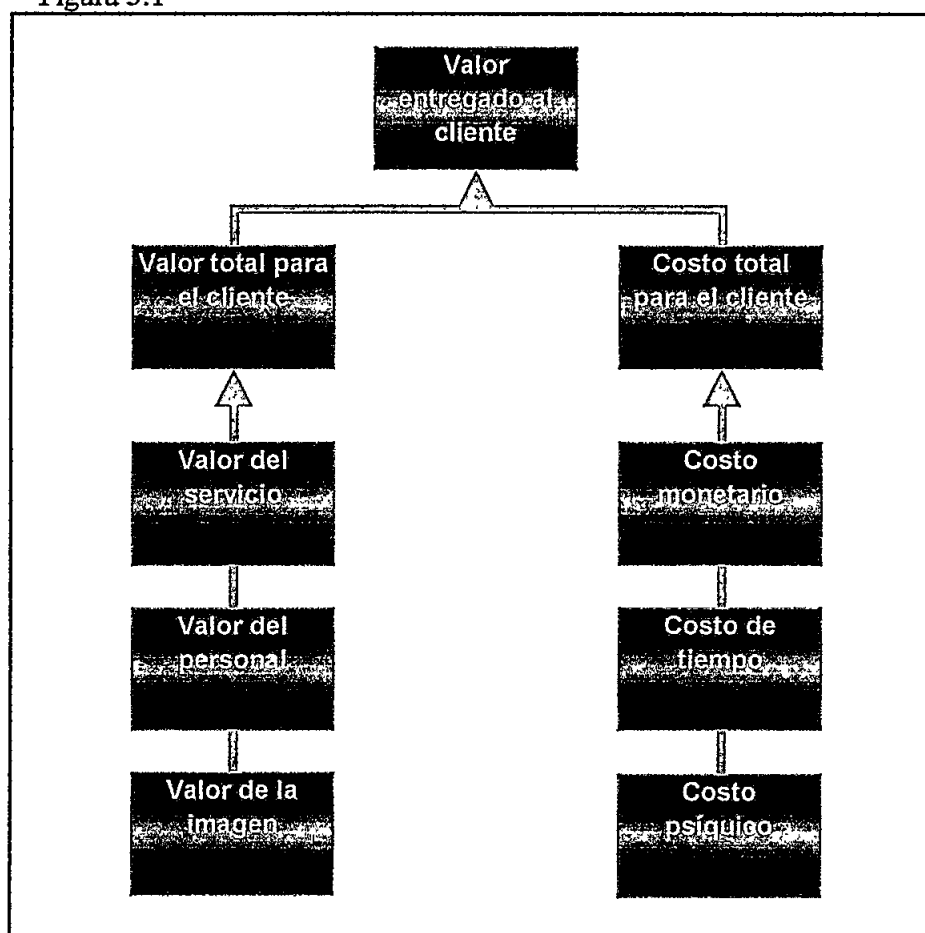 Figura 3.1
Valor
entregado al
cliente
Valor total para
el cliente
Costo total
para el cliente
Valor del
servicio
Costo
monetario
Valor del
personal
Costo de
tiempo
Valor de la
imagen
Costo
psíquico